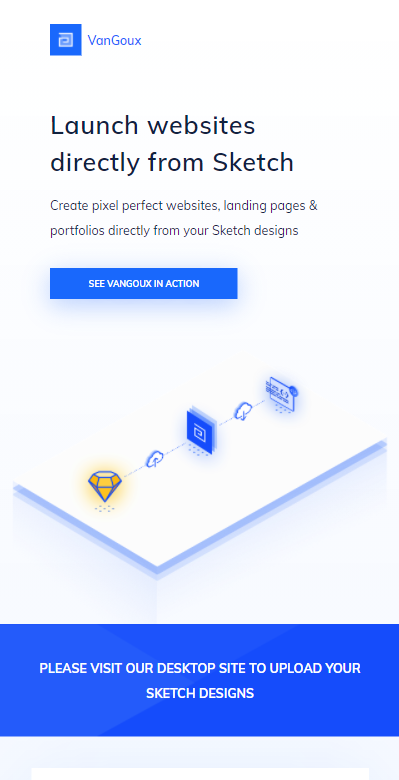 VanGoux
Launch websites
directly from Sketch
Create pixel perfect websites, landing pages &
portfolios directly from your Sketch designs
SEE VANGOUX IN ACTION
PLEASE VISIT OUR DESKTOP SITE TO UPLOAD YOUR
SKETCH DESIGNS